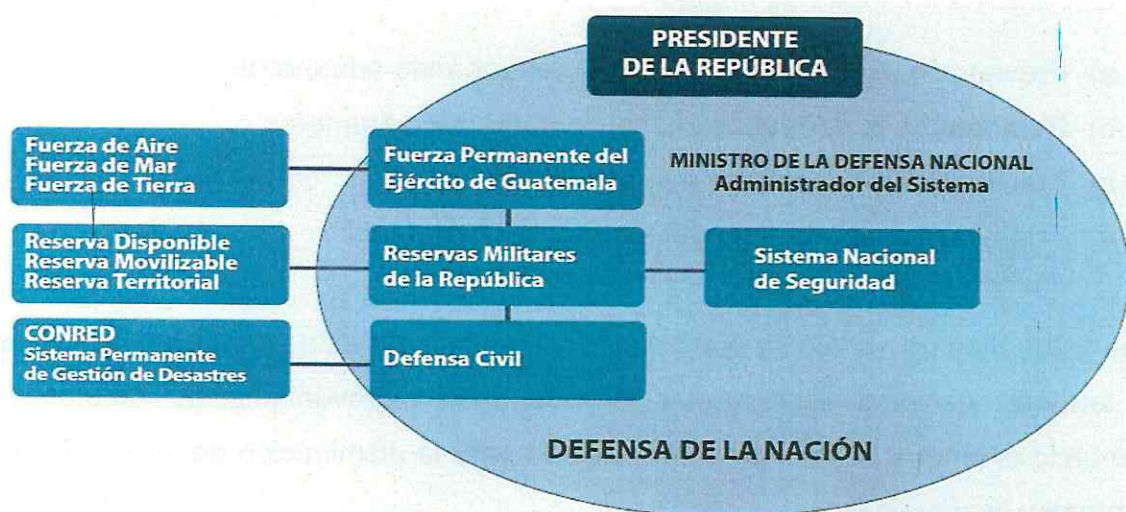 PRESIDENTE
DE LA REPÚBLICA
Fuerza de Aire
Fuerza de Mar
Fuerza de Tierra
Fuerza Permanente del
Ejército de Guatemala
MINISTRO DE LA DEFENSA NACIONAL
Administrador del Sistema
Reserva Disponible
Reserva Movilizable
Reserva Territorial
Reservas Militares
de la República
Sistema Nacional
de Seguridad
CONRED
Sistema Permanente
de Gestión de Desastres
Defensa Civil
DEFENSA DE LA NACIÓN